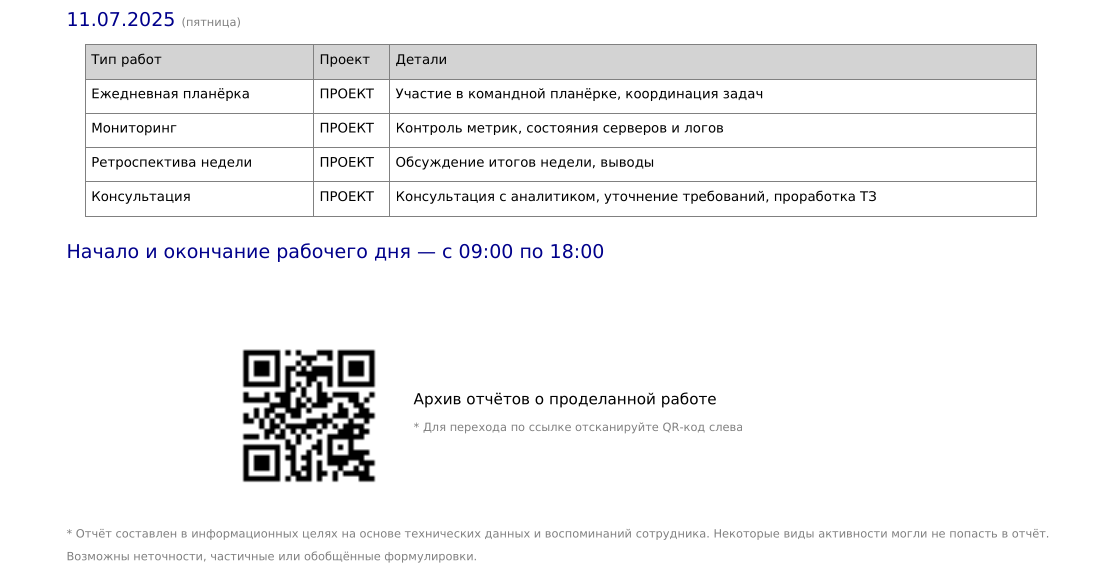 11.07.2025 (пятница)
Тип работ Проект Детали
Ежедневная планёрка ПРОЕКТ Участие в командной планёрке, координация задач
Мониторинг ПРОЕКТ Контроль метрик, состояния серверов и логов
Ретроспектива недели ПРОЕКТ Обсуждение итогов недели, выводы
Консультация ПРОЕКТ Консультация с аналитиком, уточнение требований, проработка ТЗ
Начало и окончание рабочего дня — с 09:00 по 18:00
Архив отчётов о проделанной работе
* Для перехода по ссылке отсканируйте QR-код слева
* Отчёт составлен в информационных целях на основе технических данных и воспоминаний сотрудника. Некоторые виды активности могли не попасть в отчёт.
Возможны неточности, частичные или обобщённые формулировки.